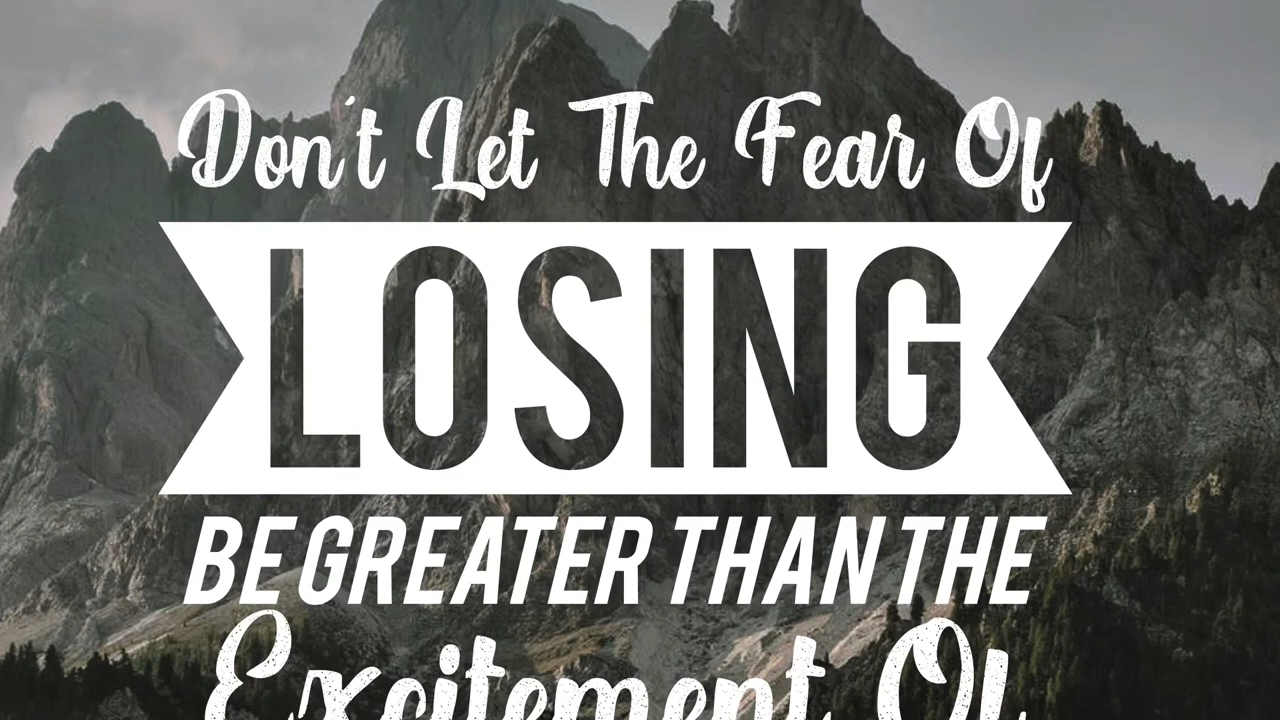 Don't Let The Fear Of
LOSING
BE GREATER THAN THE
Excitement Of